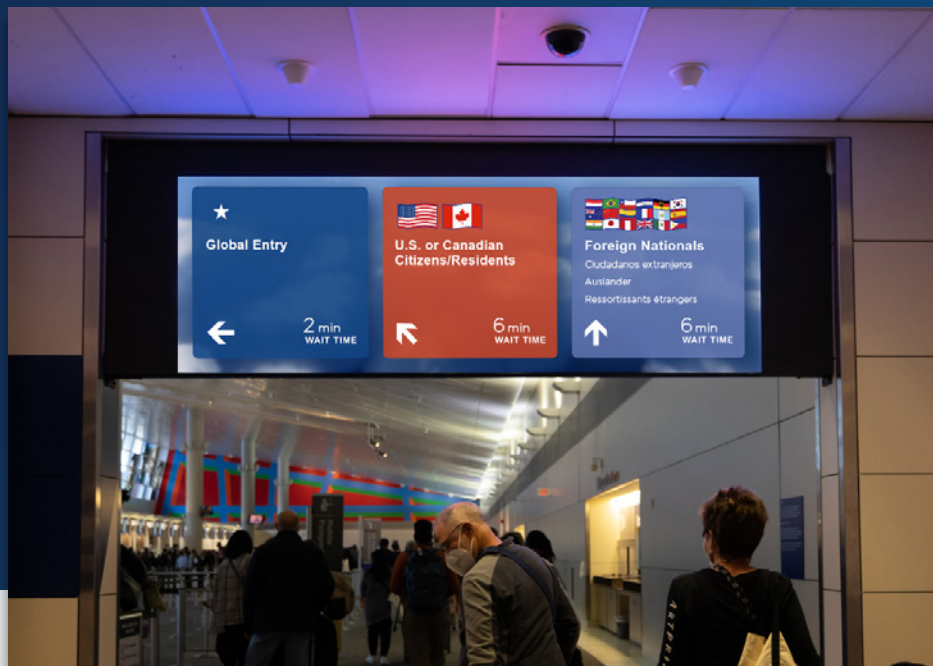 Global Entry
2 min
WAIT TIME
U.S. or Canadian
Citizens/Residents
6 min
WAIT TIME
Foreign Nationals
Ciudadanos extranjeros
Ausländer
Ressortissants étrangers
6 min
WAIT TIME